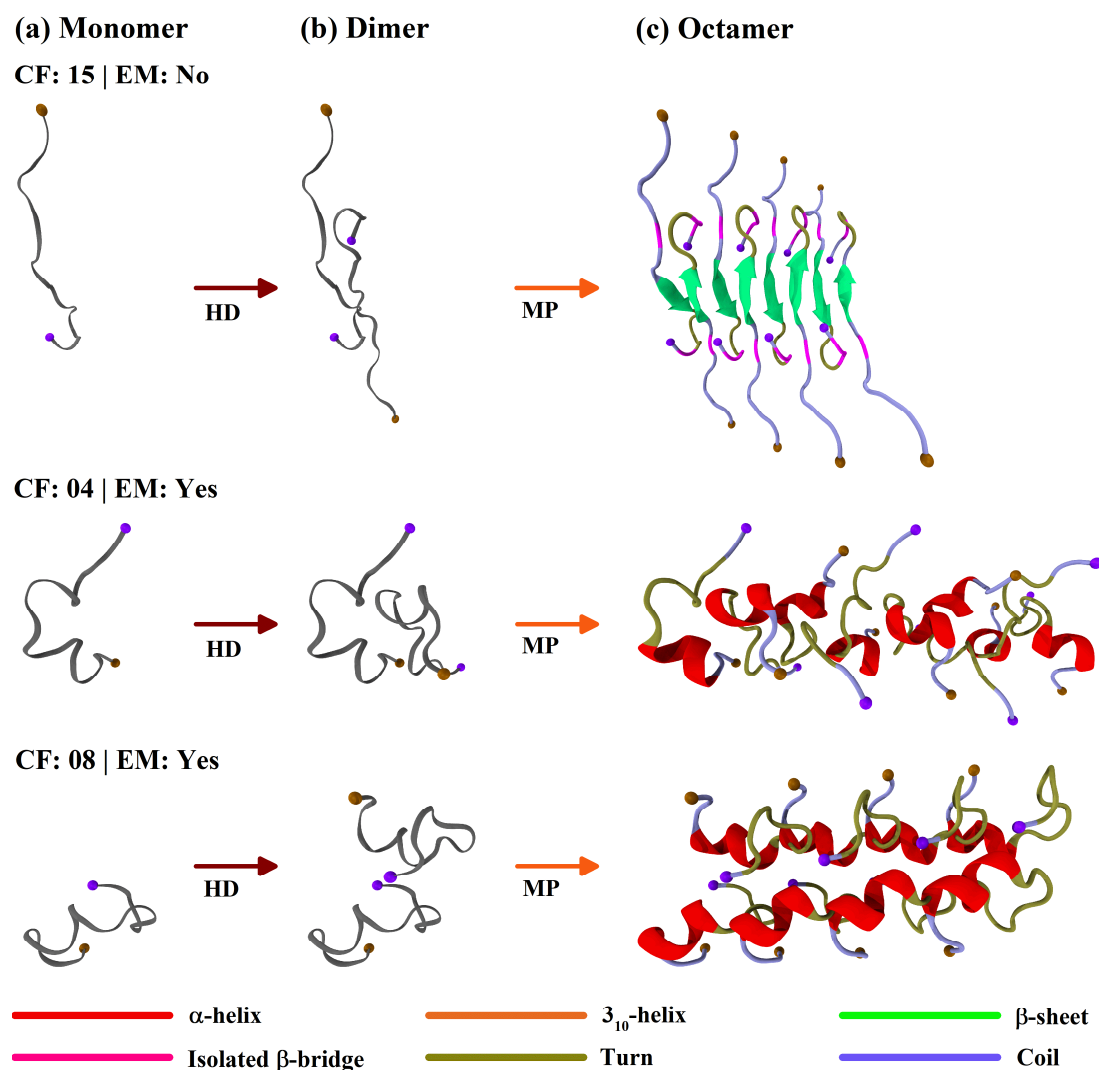 (a) Monomer (b) Dimer (c) Octamer
CF: 15 | EM: No
HD MP
CF: 04 | EM: Yes
HD MP
CF: 08 | EM: Yes
HD MP
α-helix 3₁₀-helix β-sheet
Isolated β-bridge Turn Coil